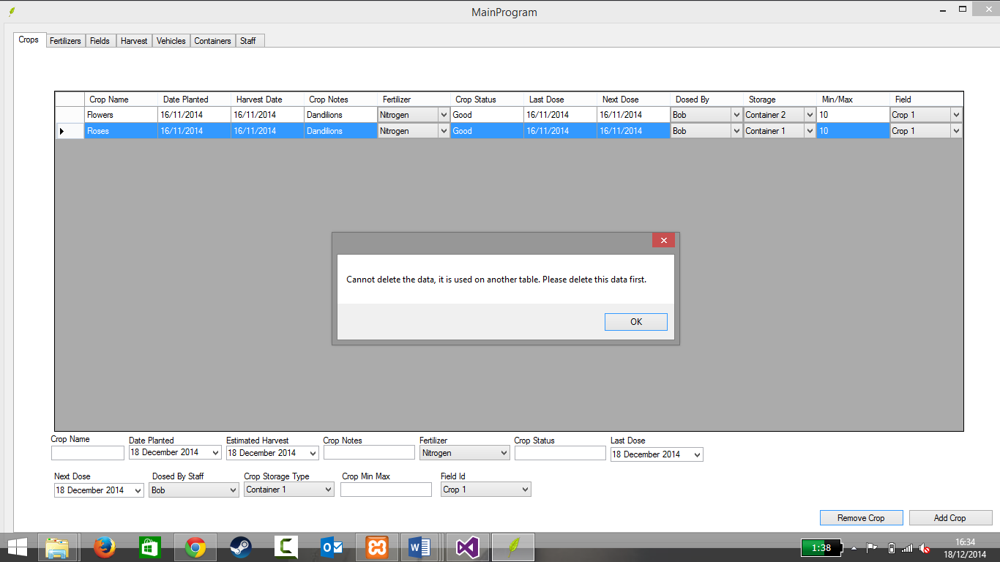 MainProgram
Crops Fertilizers Fields Harvest Vehicles Containers Staff
Crop Name Date Planted Harvest Date Crop Notes Fertilizer Crop Status Last Dose Next Dose Dosed By Storage Min/Max Field
Flowers 16/11/2014 16/11/2014 Dandilions Nitrogen Good 16/11/2014 16/11/2014 Bob Container 2 10 Crop 1
Roses 16/11/2014 16/11/2014 Dandilions Nitrogen Good 16/11/2014 16/11/2014 Bob Container 1 10 Crop 1
Cannot delete the data, it is used on another table. Please delete this data first.
OK
Crop Name Date Planted Estimated Harvest Crop Notes Fertilizer Crop Status Last Dose
18 December 2014 18 December 2014 Nitrogen 18 December 2014
Next Dose Dosed By Staff Crop Storage Type Crop Min Max Field Id
18 December 2014 Bob Container 1 Crop 1
Remove Crop Add Crop
1:38 16:34
18/12/2014